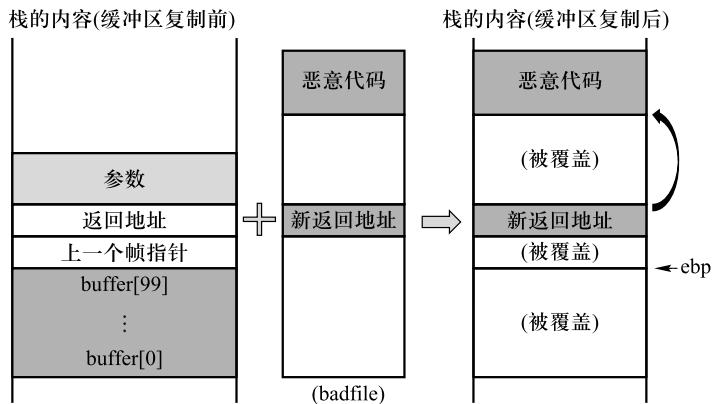 栈的内容(缓冲区复制前)
参数
返回地址
上一个帧指针
buffer[99]
⋮
buffer[0]
恶意代码
新返回地址
(badfile)
栈的内容(缓冲区复制后)
恶意代码
(被覆盖)
新返回地址
(被覆盖)
ebp
(被覆盖)